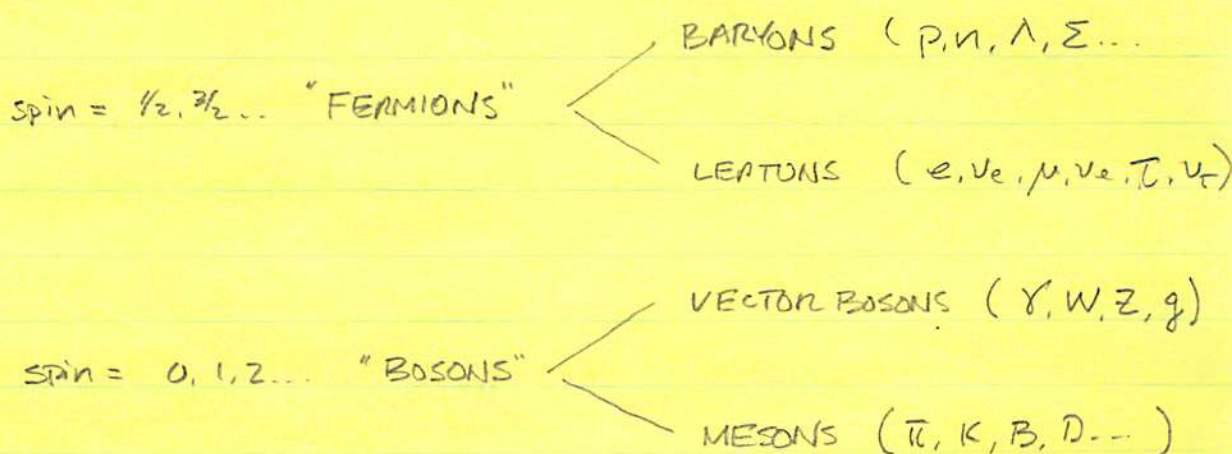 BARYONS (p, n, Λ, Σ...
spin = 1/2, 3/2.. "FERMIONS"
LEPTONS (e, νe, μ, νe, τ, ντ)
VECTOR BOSONS (γ, W, Z, g)
spin = 0, 1, 2... "BOSONS"
MESONS (π, K, B, D...)